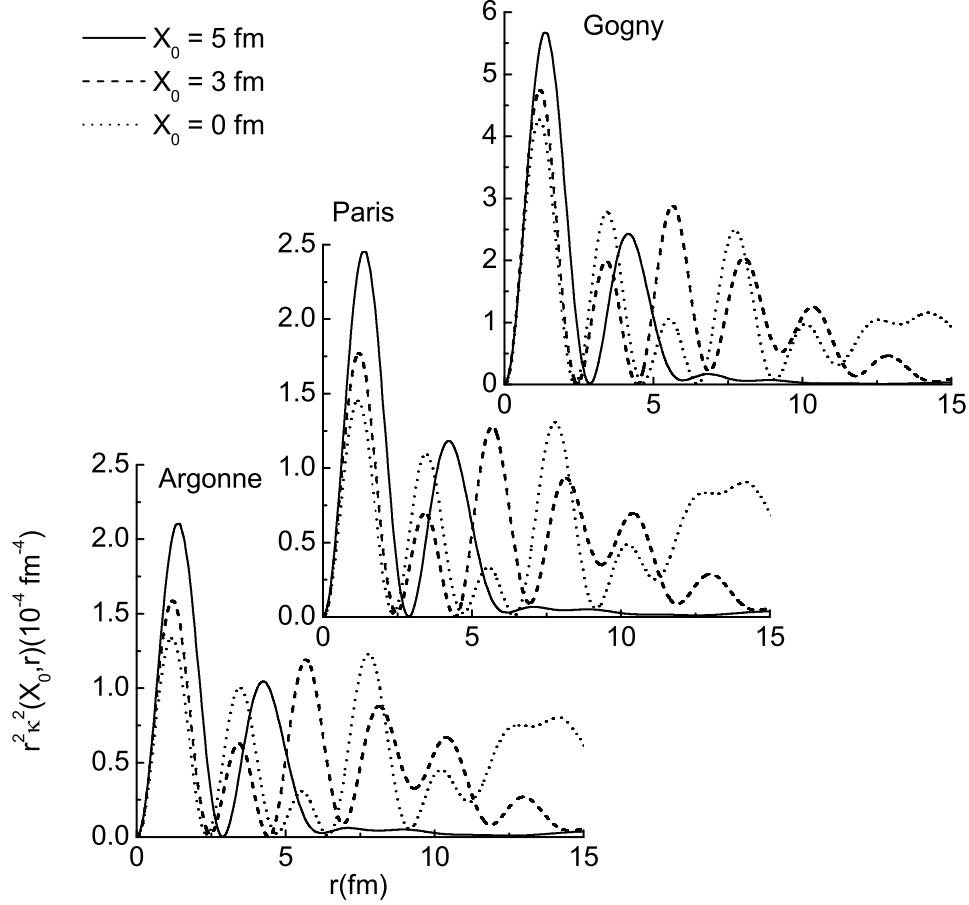 X0 = 5 fm
X0 = 3 fm
X0 = 0 fm
Gogny
6
5
4
3
2
1
0
0 5 10 15
Paris
2.5
2.0
1.5
1.0
0.5
0.0
0 5 10 15
Argonne
2.5
2.0
1.5
1.0
0.5
0.0
0 5 10 15
r(fm)
r²κ²(X₀,r)(10⁻⁴ fm⁻⁴)